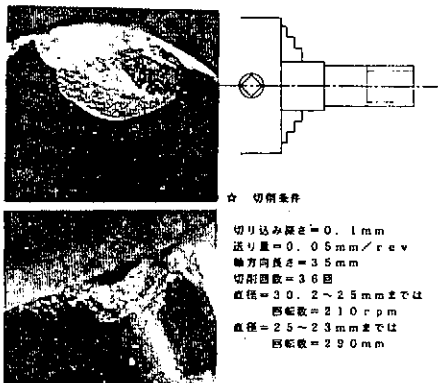 ☆ 切削条件
切り込み深さ=0.1mm
送り量=0.05mm/rev
軸方向長さ=35mm
切削回数=36回
直径=30.2~25mmまでは
回転数=210rpm
直径=25~23mmまでは
回転数=290mm